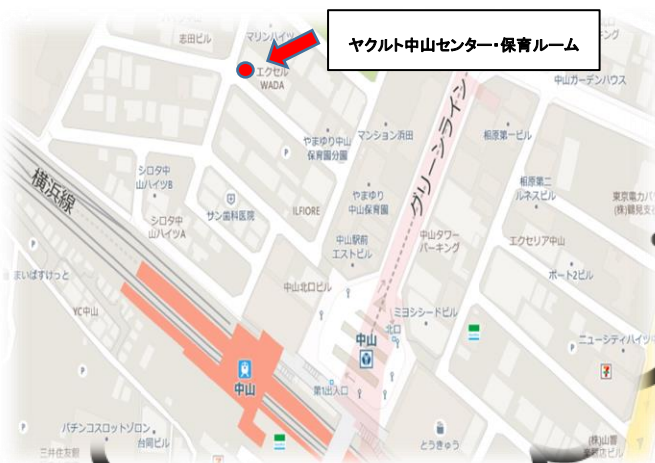 志田ビル
マリンハイツ
ヤクルト中山センター・保育ルーム
エクセル
WADA
中山ガーデンハウス
やまゆり中山
保育園分園
マンション浜田
グリーンライン
相原第一ビル
横浜線
シロタ中
山ハイツB
サン歯科医院
ILFIORE
やまゆり
中山保育園
相原第二
ルネスビル
東京電力パ
(株)鶴見支社
シロタ中
山ハイツA
中山駅前
エストビル
中山タワー
パーキング
エクセリア中山
まいばすけっと
中山北口ビル
ポート2ビル
YC中山
ミヨシシードビル
北口
中山
ニューシティハイツ中
中山
第1出入口
パチンコスロットゾロン
台岡ビル
とうきゅう
三井住友銀
(株)山響